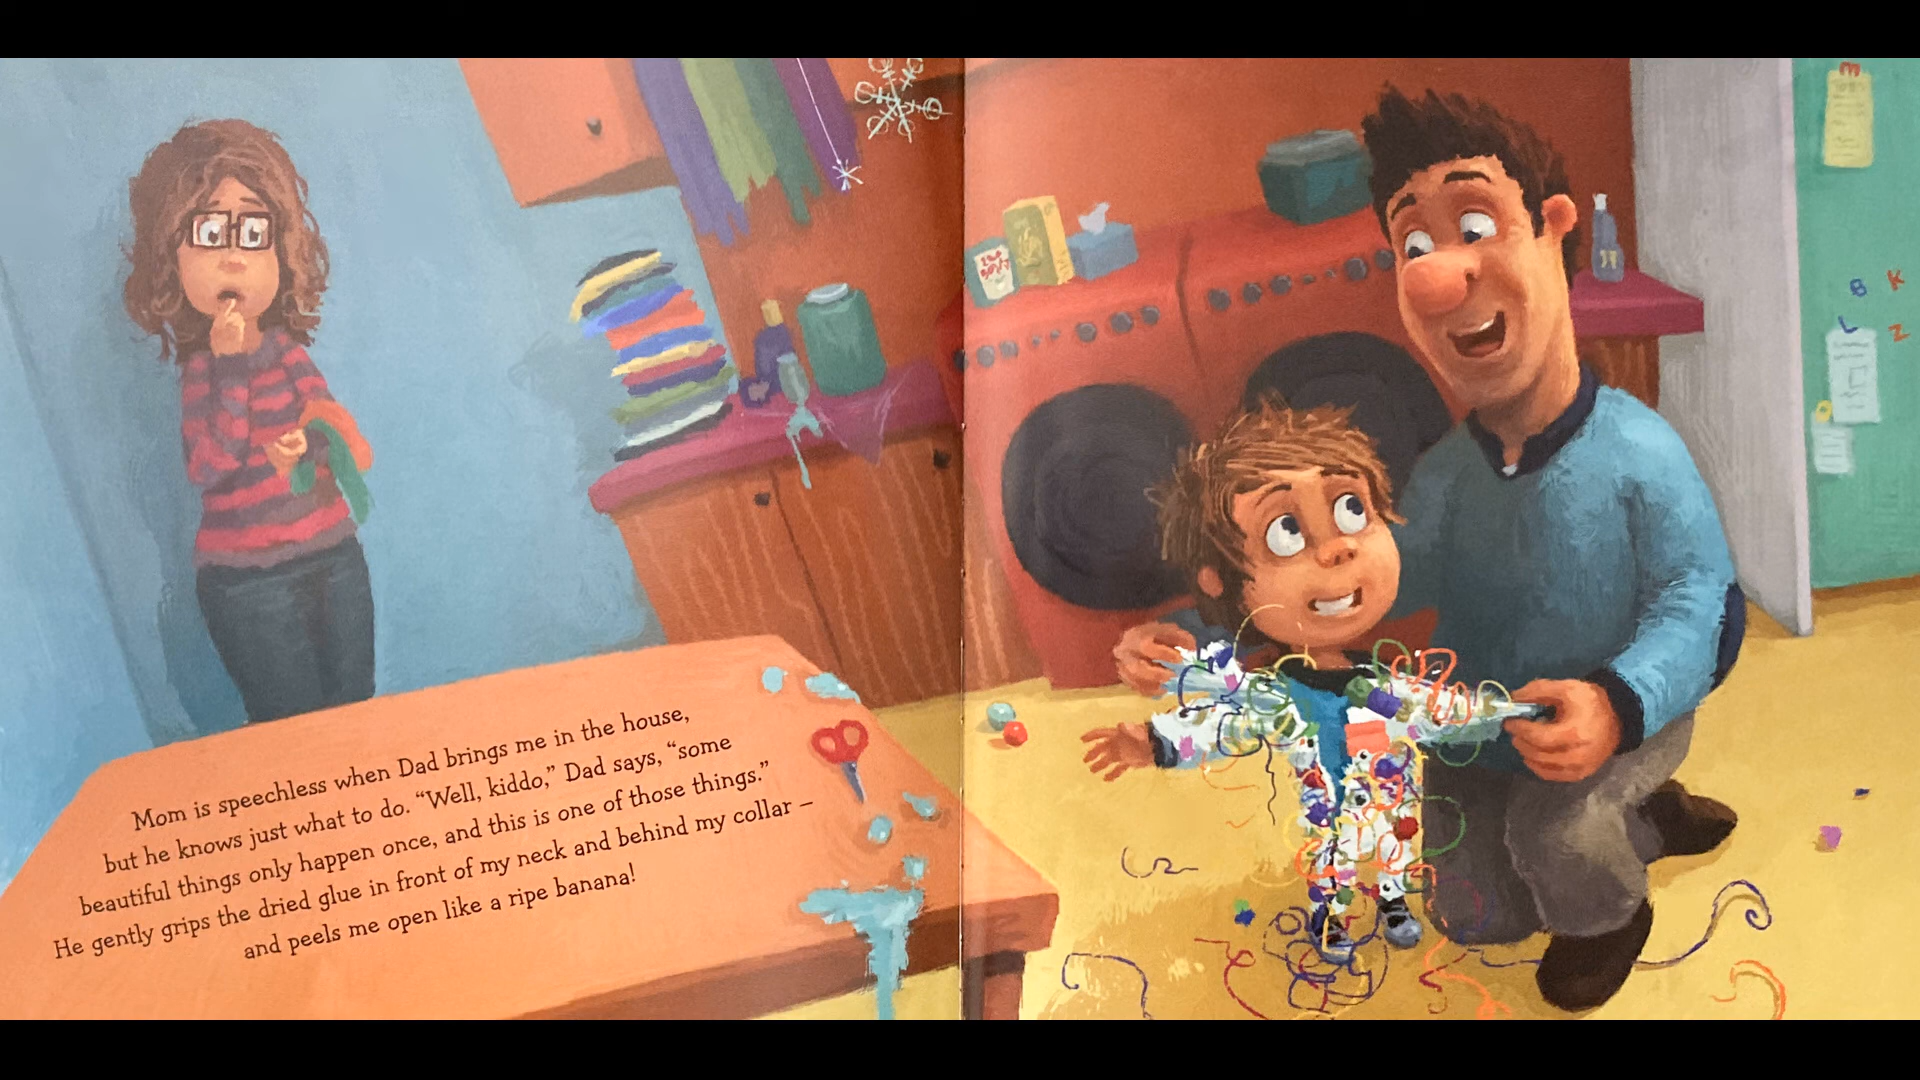 Mom is speechless when Dad brings me in the house,
but he knows just what to do. “Well, kiddo,” Dad says, “some
beautiful things only happen once, and this is one of those things.”
He gently grips the dried glue in front of my neck and behind my collar –
and peels me open like a ripe banana!
B K
L Z